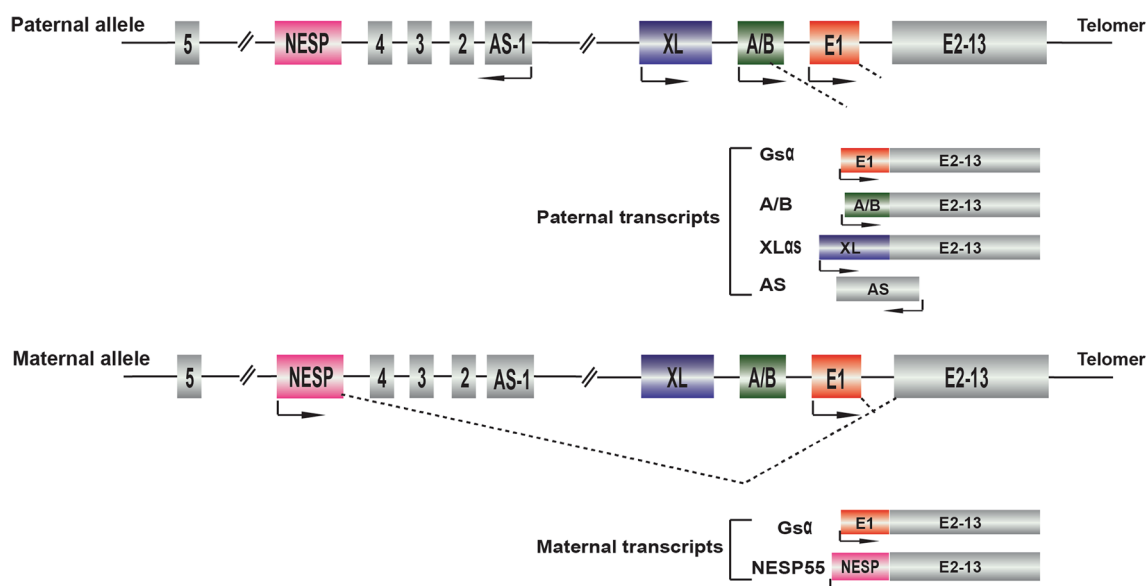 Paternal allele
5 NESP 4 3 2 AS-1 XL A/B E1 E2-13
Telomer
Paternal transcripts
Gsα E1 E2-13
A/B A/B E2-13
XLαs XL E2-13
AS AS
Maternal allele
5 NESP 4 3 2 AS-1 XL A/B E1 E2-13
Telomer
Maternal transcripts
Gsα E1 E2-13
NESP55 NESP E2-13